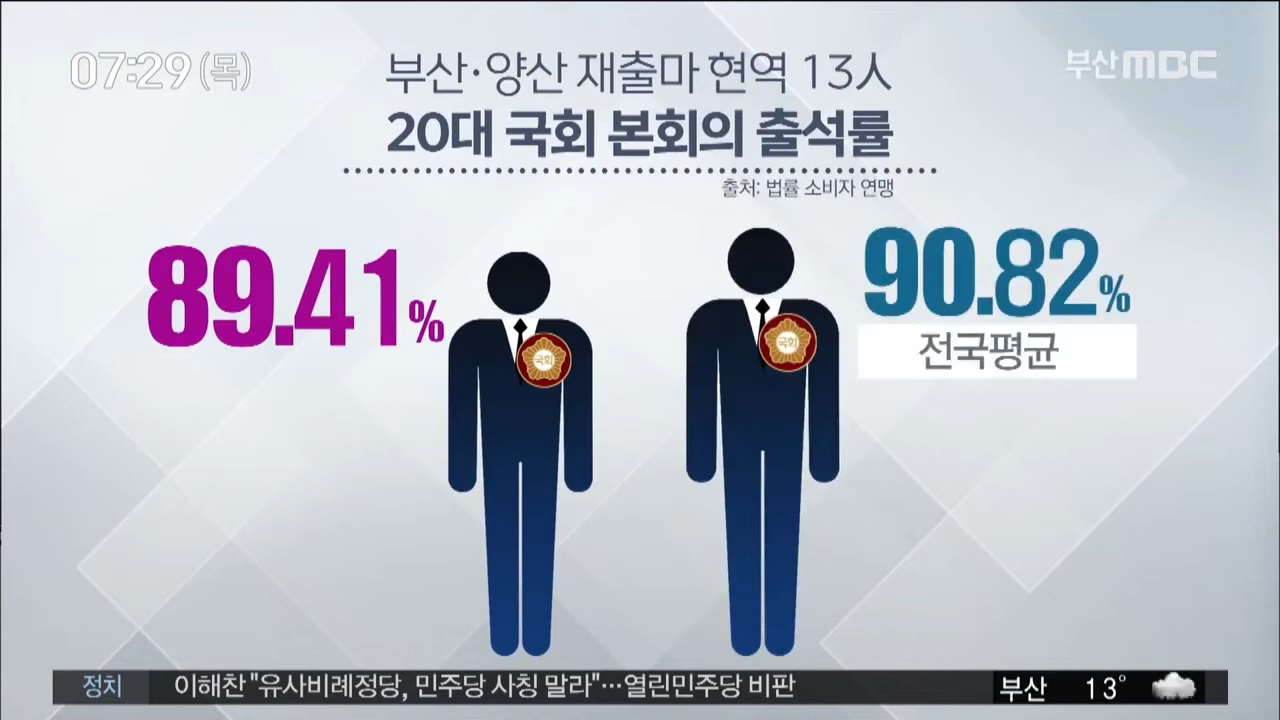 07:29 (목)
부산MBC
부산·양산 재출마 현역 13人
20대 국회 본회의 출석률
출처: 법률 소비자 연맹
89.41%
90.82%
전국평균
국회
국회
정치
이해찬 "유사비례정당, 민주당 사칭 말라"…열린민주당 비판
부산 13°